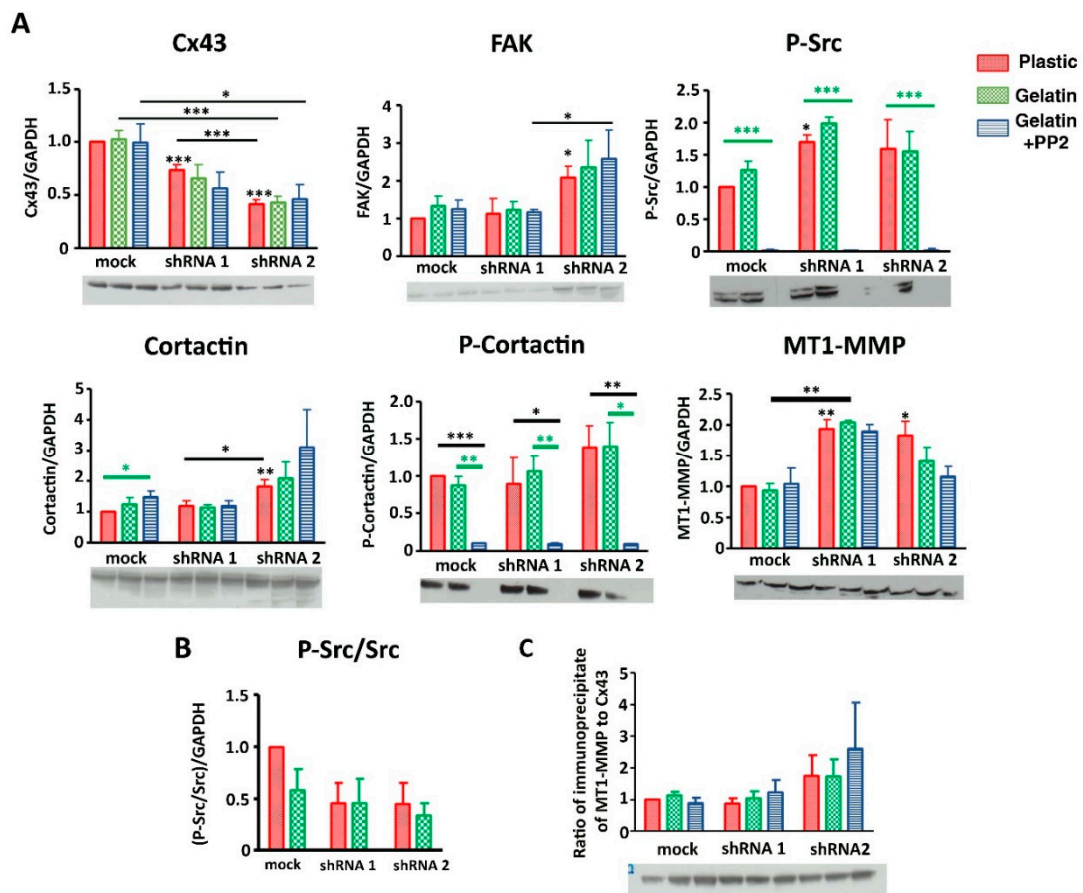 A
Cx43
Cx43/GAPDH
1.5
1.0
0.5
0
***
***
*
***
***
mock
shRNA 1
shRNA 2
FAK
FAK/GAPDH
4
3
2
1
0
*
*
mock
shRNA 1
shRNA 2
P-Src
P-Src/GAPDH
2.5
2.0
1.5
1.0
0.5
0
***
***
*
***
mock
shRNA 1
shRNA 2
Plastic
Gelatin
Gelatin
+PP2
Cortactin
Cortactin/GAPDH
5
4
3
2
1
0
*
*
**
mock
shRNA 1
shRNA 2
P-Cortactin
P-Cortactin/GAPDH
2.0
1.5
1.0
0.5
0
***
**
*
**
**
*
mock
shRNA 1
shRNA 2
MT1-MMP
MT1-MMP/GAPDH
2.5
2.0
1.5
1.0
0.5
0
**
**
*
mock
shRNA 1
shRNA 2
B
P-Src/Src
(P-Src/Src)/GAPDH
1.5
1.0
0.5
0
mock
shRNA 1
shRNA 2
C
Ratio of immunoprecipitate
of MT1-MMP to Cx43
5
4
3
2
1
0
mock
shRNA 1
shRNA2